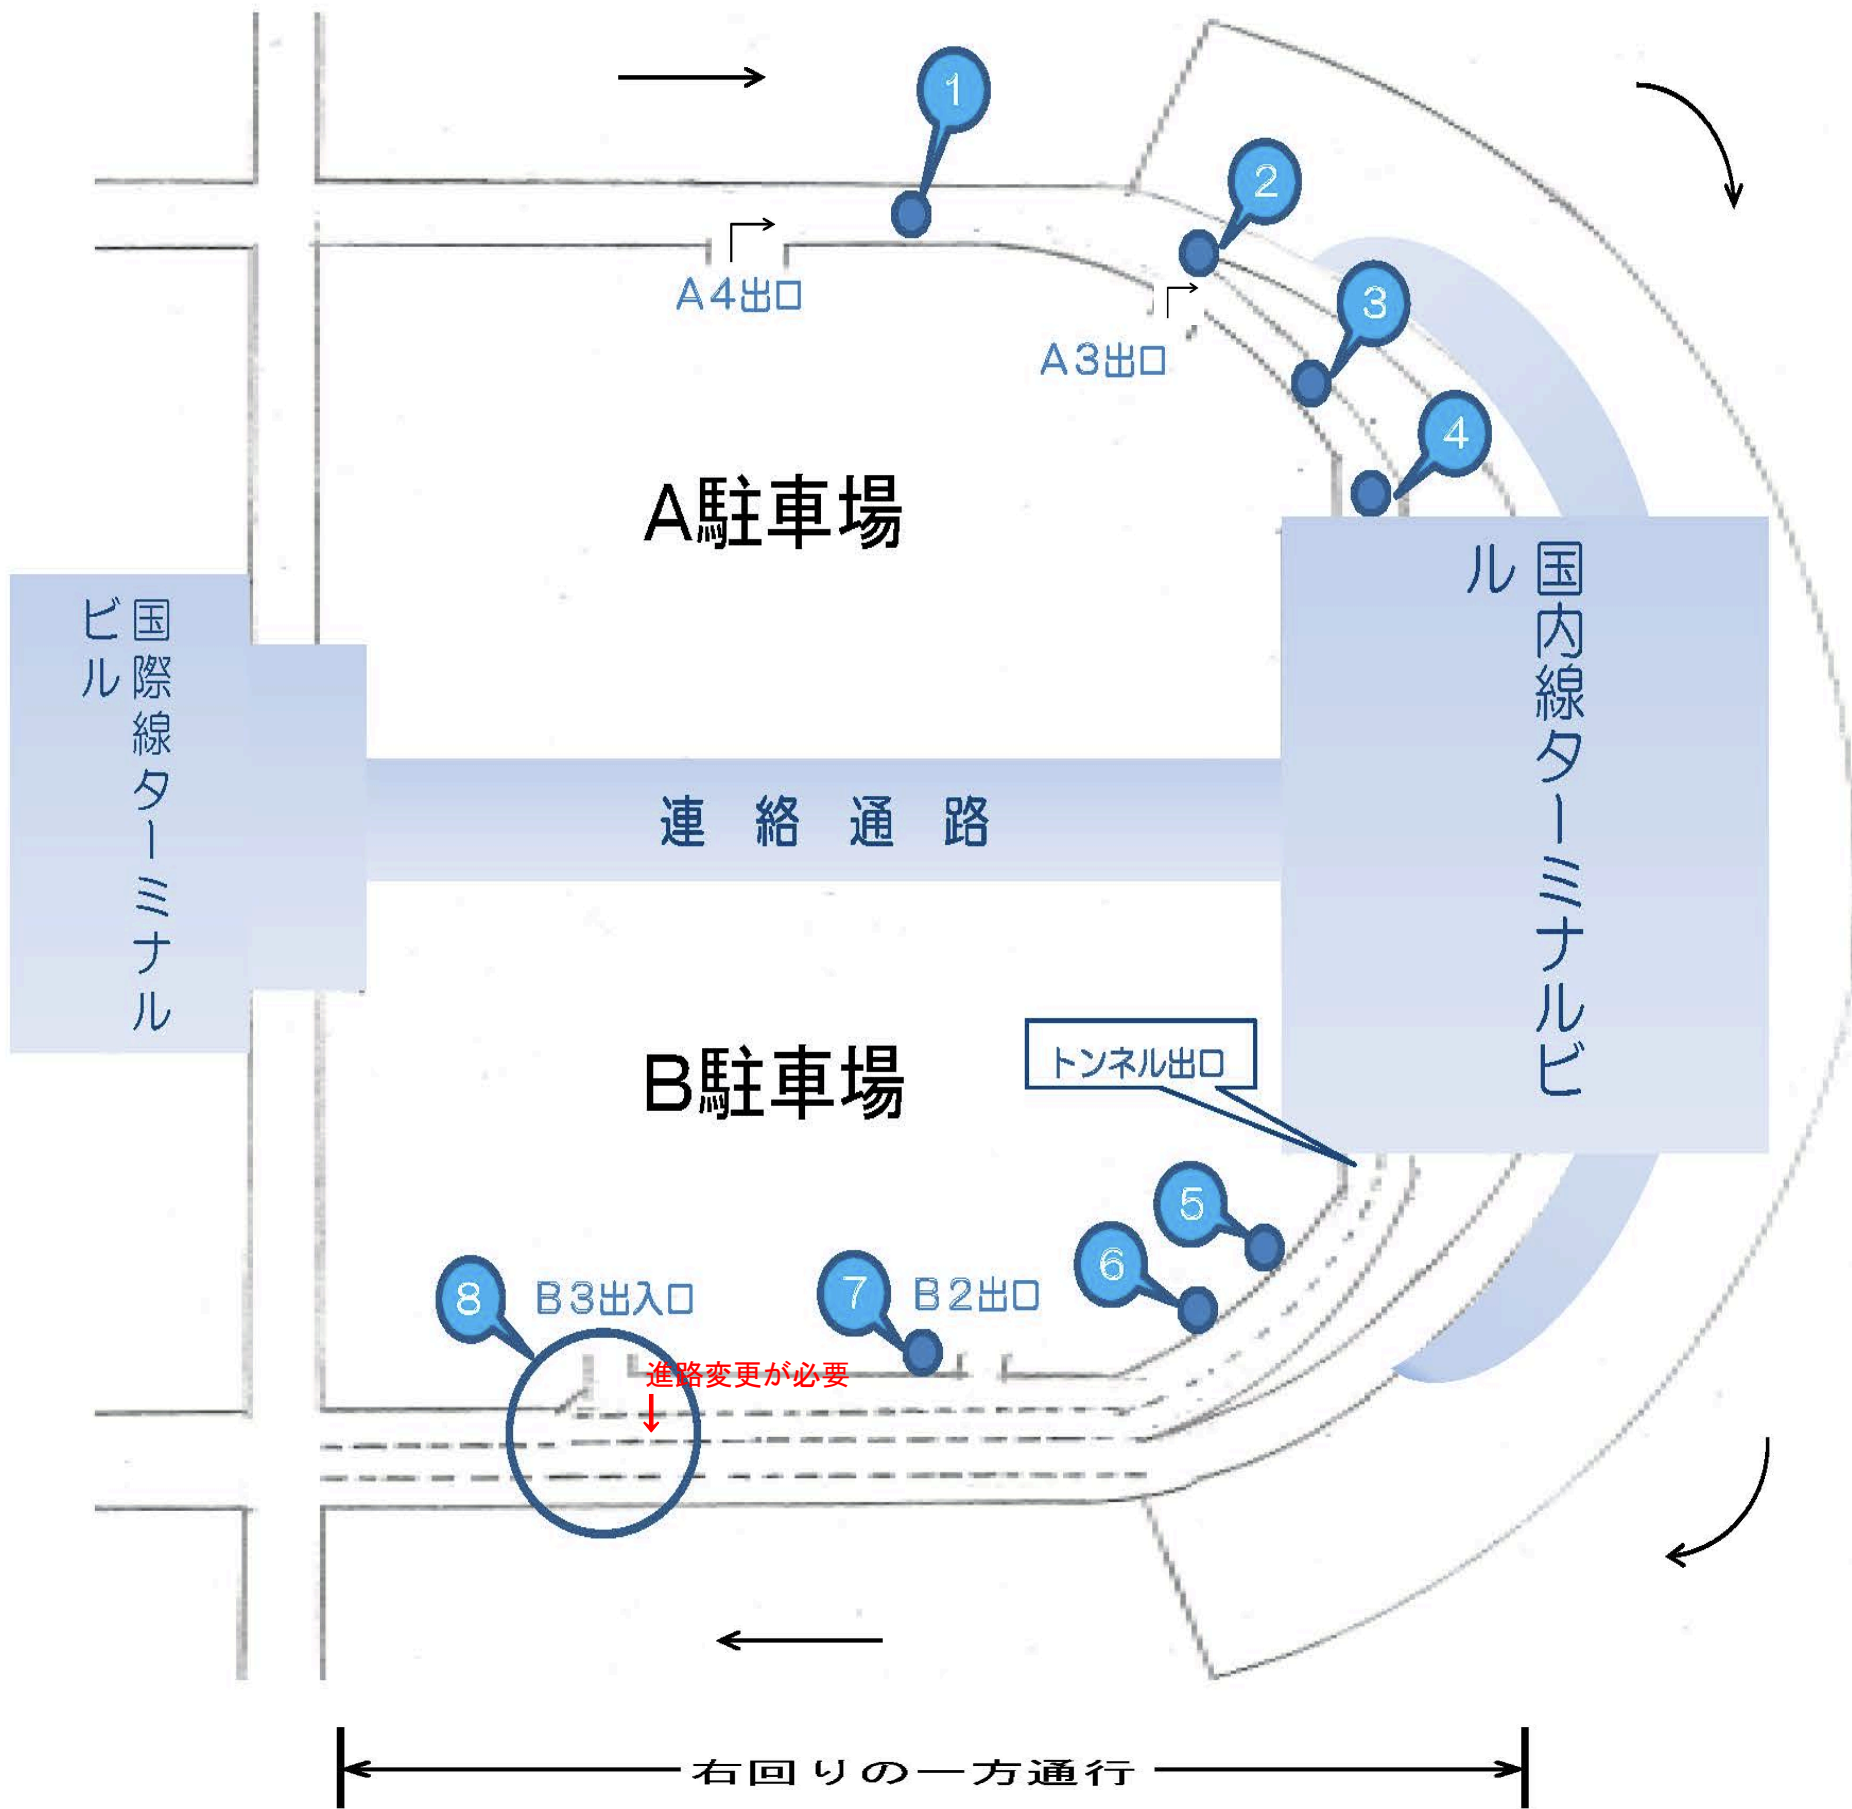 1
2
A4出口
3
A3出口
4
A駐車場
国内線ターミナルビ
ル
国際線ターミナル
ビル
連絡通路
トンネル出口
B駐車場
5
6
7
B2出口
8
B3出入口
進路変更が必要
右回りの一方通行